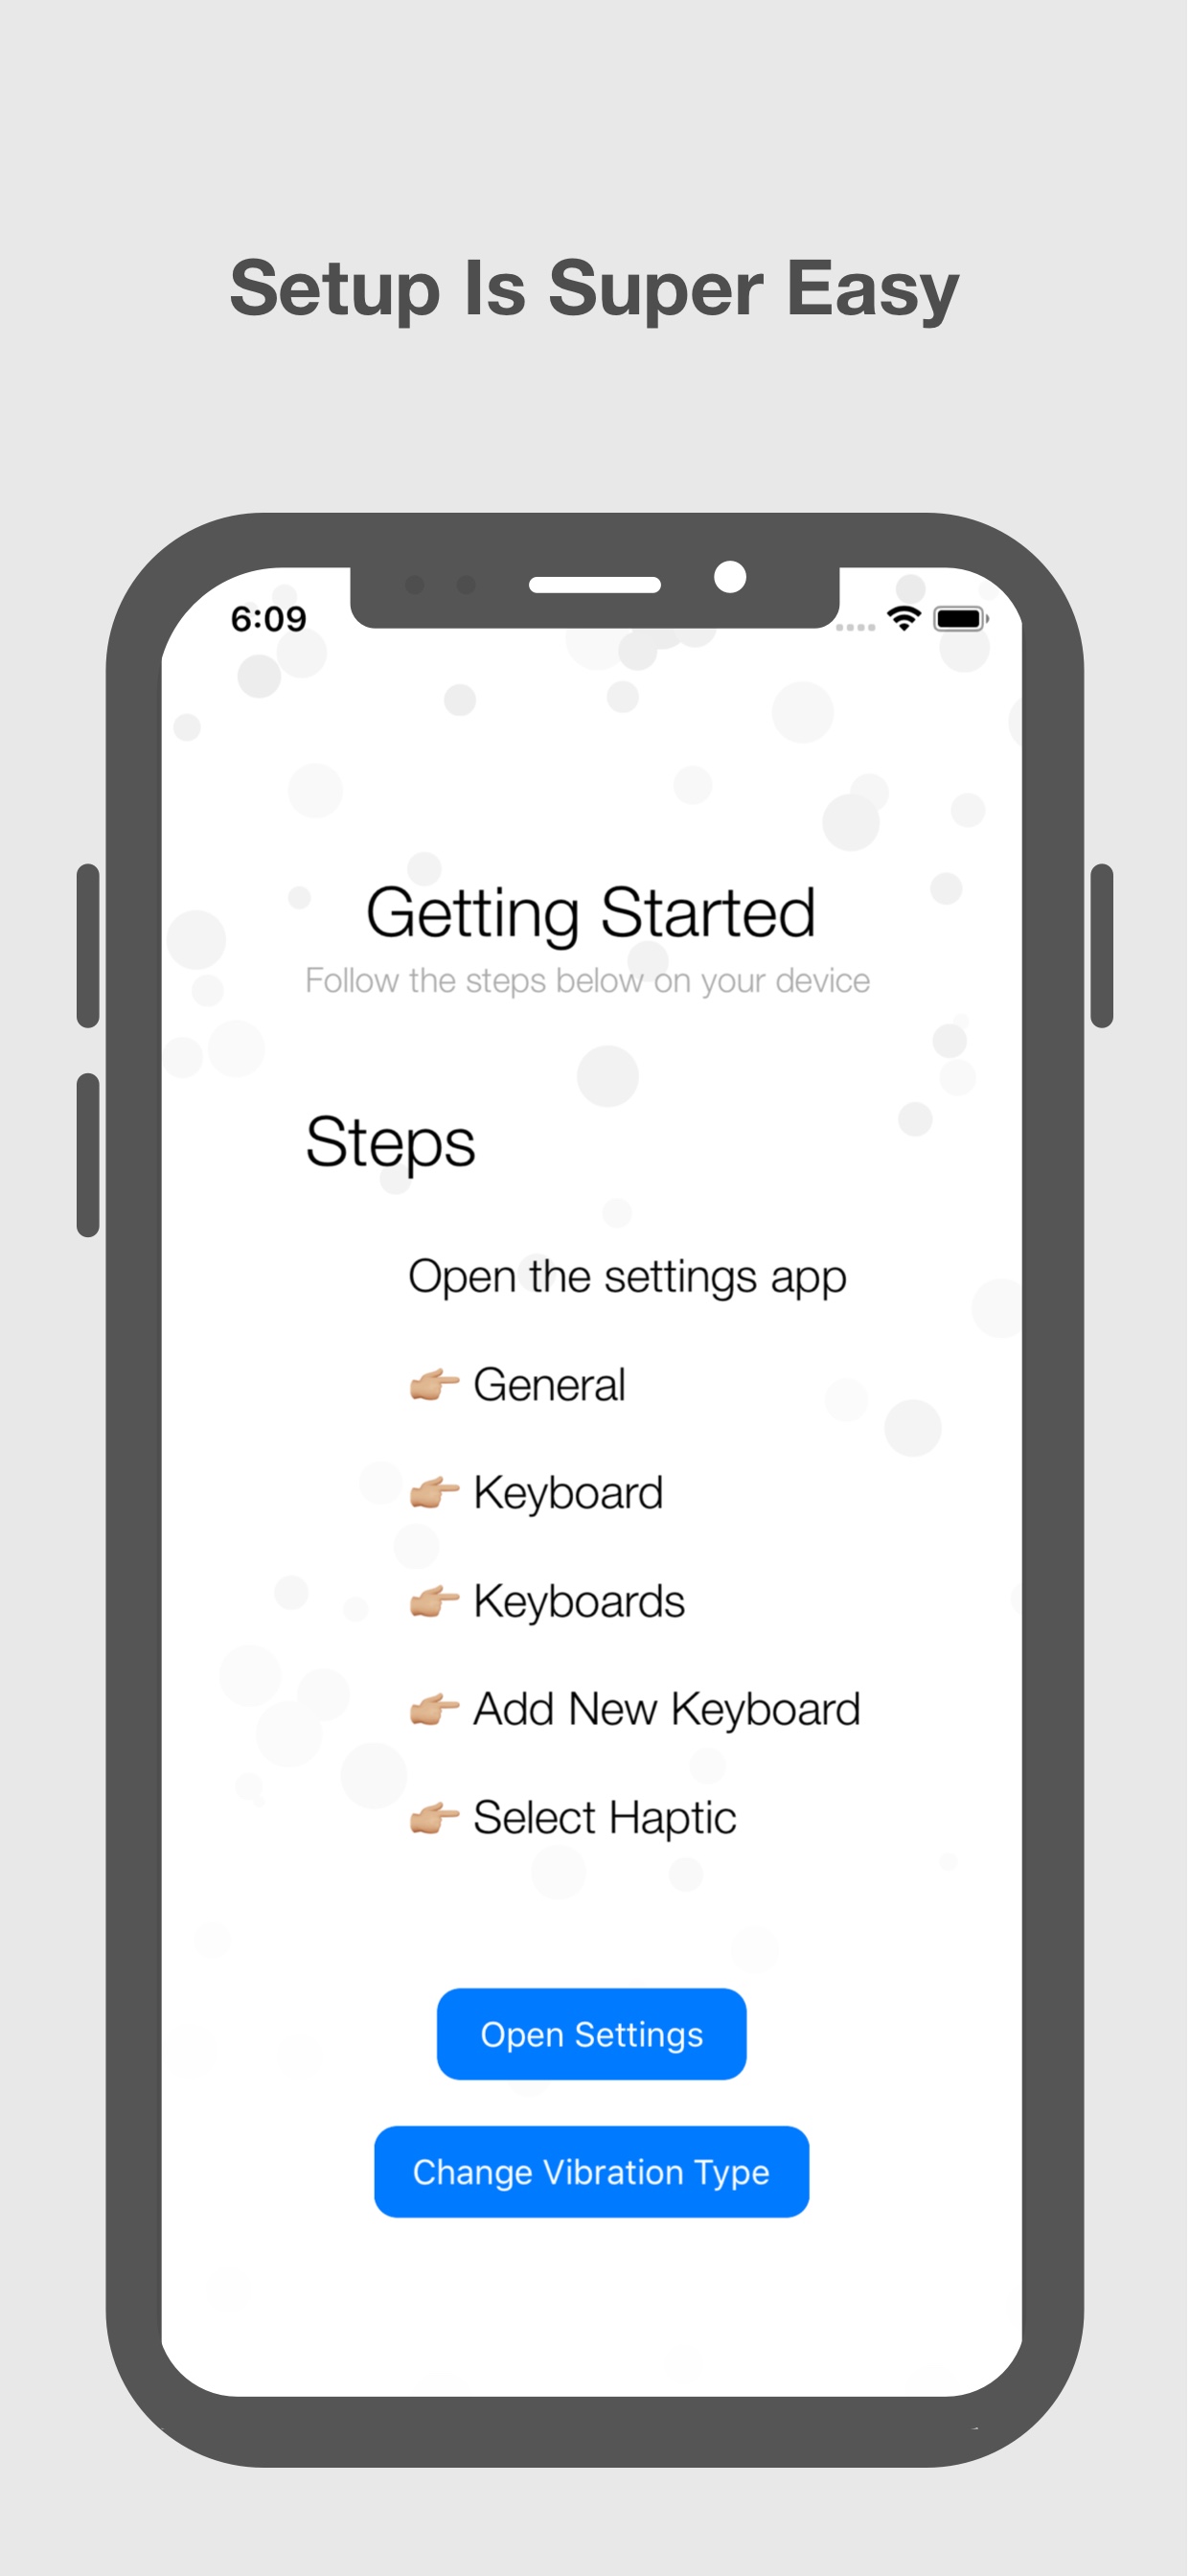 Setup Is Super Easy
6:09
Getting Started
Follow the steps below on your device
Steps
Open the settings app
👉🏼 General
👉🏼 Keyboard
👉🏼 Keyboards
👉🏼 Add New Keyboard
👉🏼 Select Haptic
Open Settings
Change Vibration Type